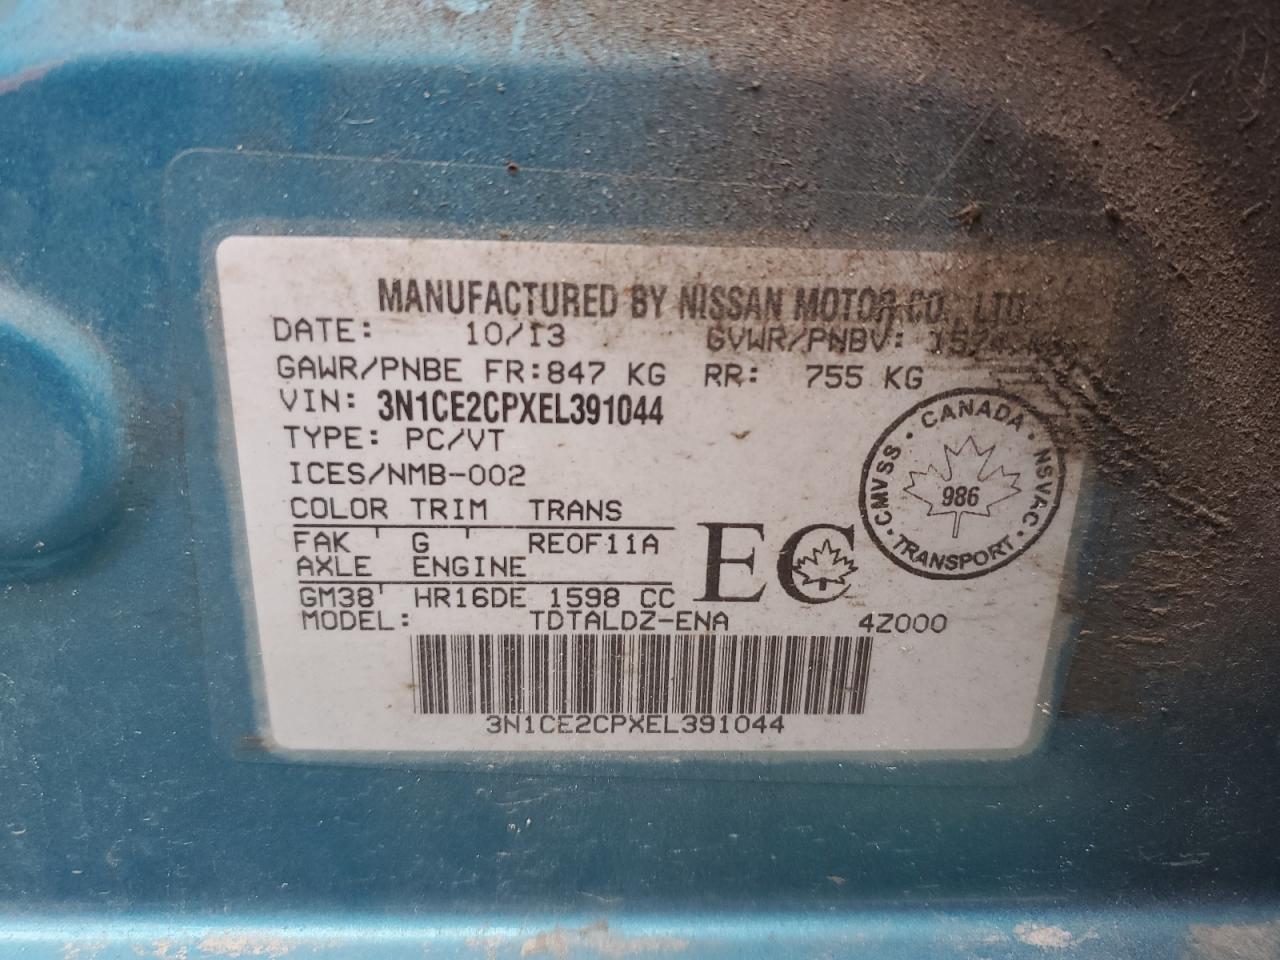 MANUFACTURED BY NISSAN MOTOR CO., LTD.
DATE: 10/13 GVWR/PNBV:
GAWR/PNBE FR:847 KG RR: 755 KG
VIN: 3N1CE2CPXEL391044
TYPE: PC/VT
ICES/NMB-002
COLOR TRIM TRANS
FAK ' G ' RE0F11A
AXLE ENGINE
GM38' HR16DE 1598 CC
MODEL: TDTALDZ-ENA 4Z000
3N1CE2CPXEL391044
EC
CANADA · NSVAC · TRANSPORT · CMVSS ·
986